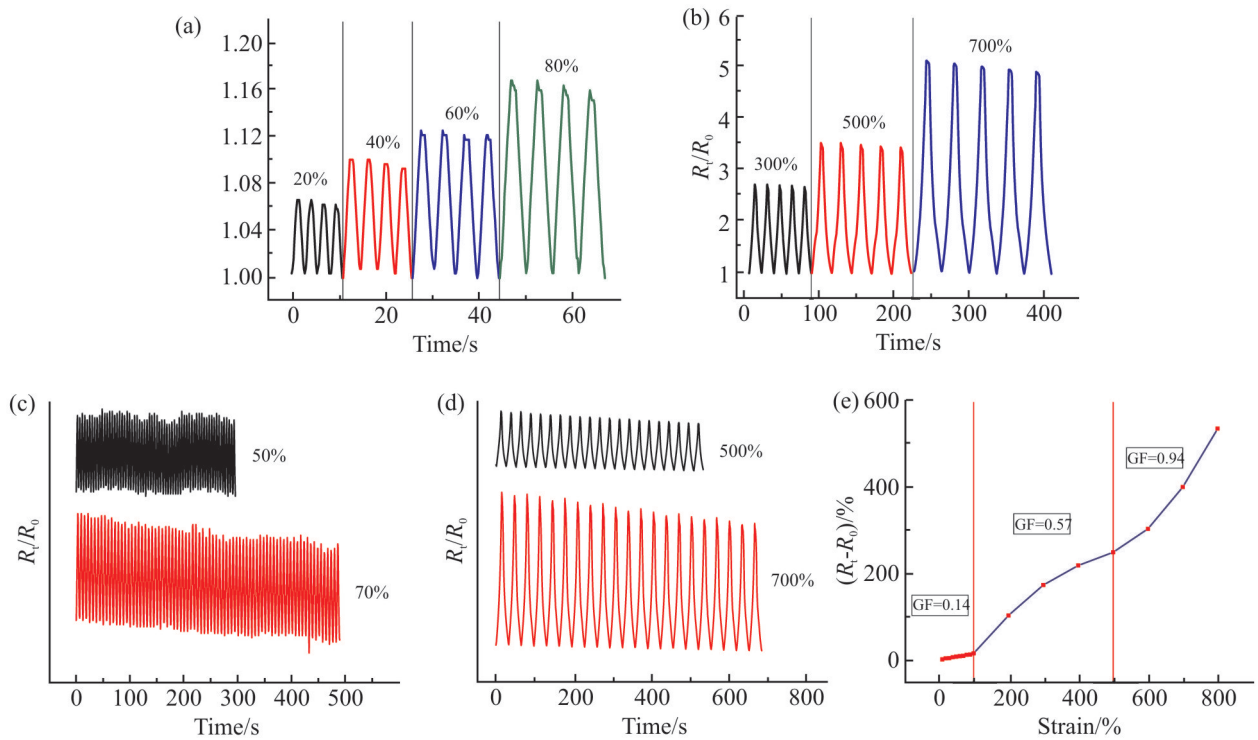 (a)
1.20
1.16
1.12
1.08
1.04
1.00
20%
40%
60%
80%
0 20 40 60
Time/s
(b)
Rt/R0
6
5
4
3
2
1
300%
500%
700%
0 100 200 300 400
Time/s
(c)
Rt/R0
50%
70%
0 100 200 300 400 500
Time/s
(d)
Rt/R0
500%
700%
0 200 400 600 800
Time/s
(e)
(Rt-R0)/%
600
400
200
0
GF=0.14
GF=0.57
GF=0.94
0 200 400 600 800
Strain/%